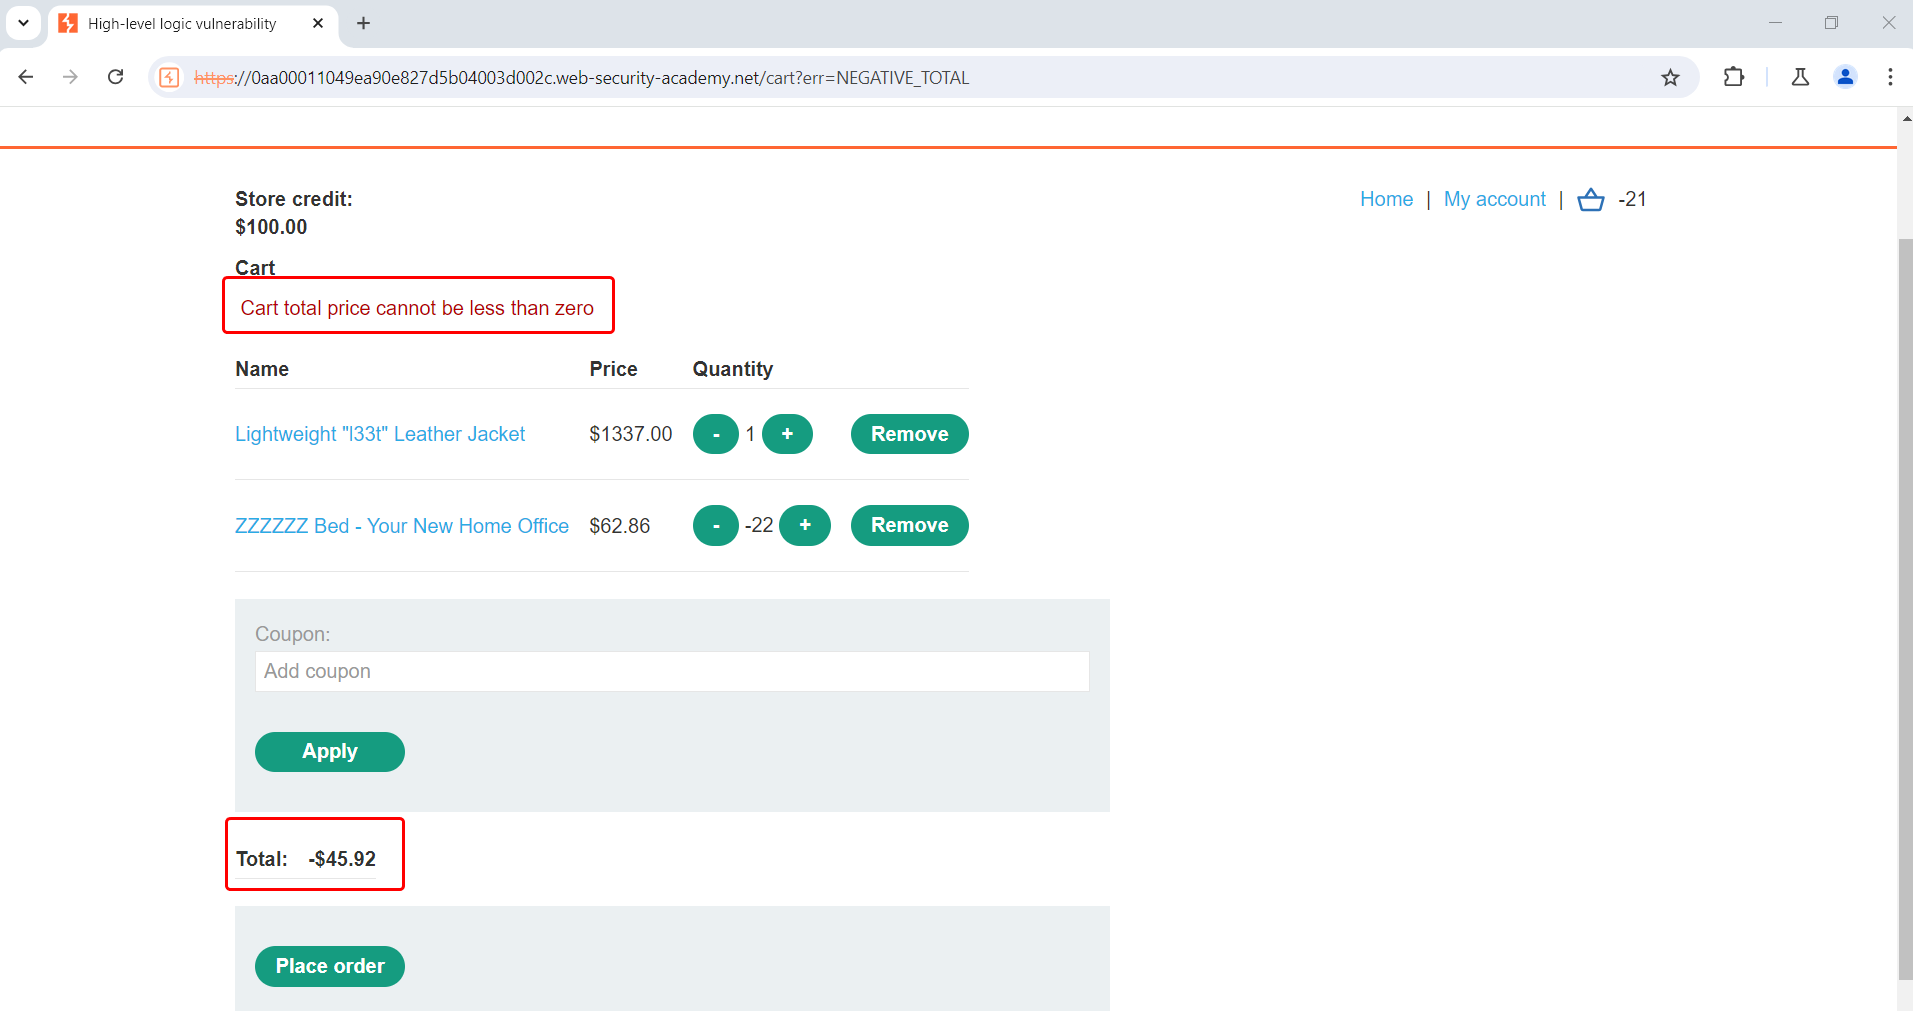 High-level logic vulnerability
https://0aa00011049ea90e827d5b04003d002c.web-security-academy.net/cart?err=NEGATIVE_TOTAL
Store credit:
$100.00
Home | My account | -21
Cart
Cart total price cannot be less than zero
Name Price Quantity
Lightweight "l33t" Leather Jacket $1337.00 - 1 + Remove
ZZZZZZ Bed - Your New Home Office $62.86 - -22 + Remove
Coupon:
Add coupon
Apply
Total: -$45.92
Place order